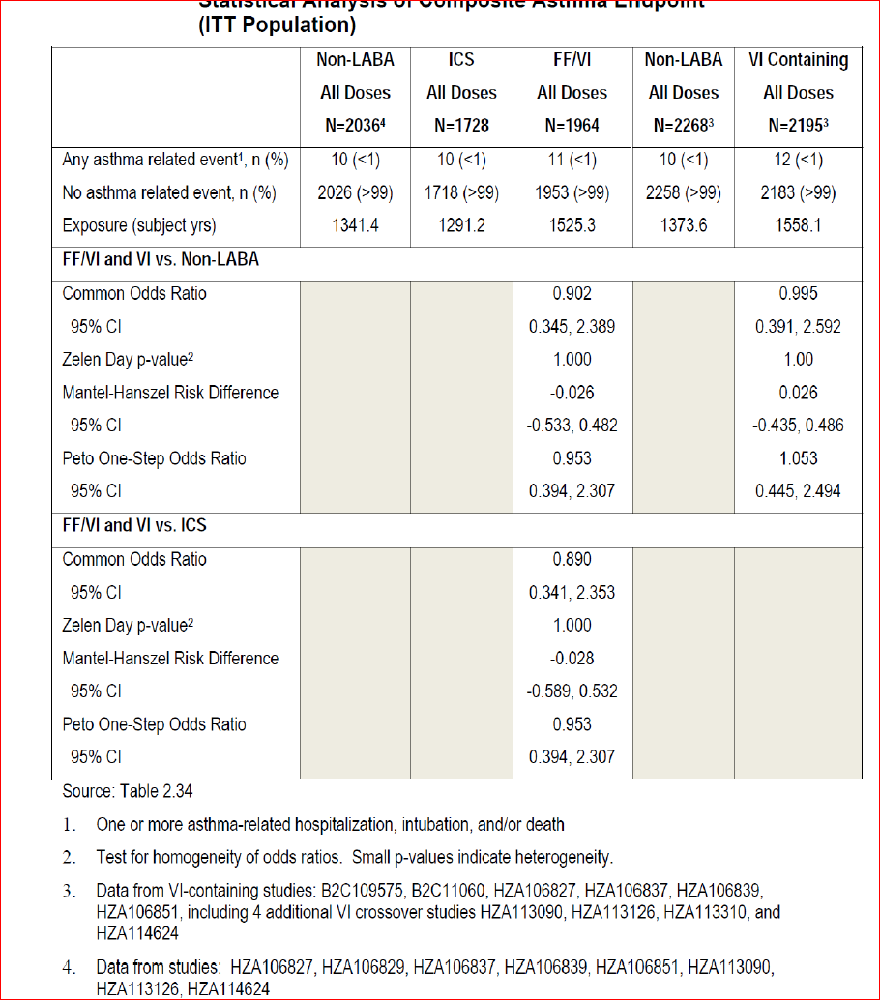 Statistical Analysis of Composite Asthma Endpoint
(ITT Population)
Non-LABA ICS FF/VI Non-LABA VI Containing
All Doses All Doses All Doses All Doses All Doses
N=2036⁴ N=1728 N=1964 N=2268³ N=2195³
Any asthma related event¹, n (%) 10 (<1) 10 (<1) 11 (<1) 10 (<1) 12 (<1)
No asthma related event, n (%) 2026 (>99) 1718 (>99) 1953 (>99) 2258 (>99) 2183 (>99)
Exposure (subject yrs) 1341.4 1291.2 1525.3 1373.6 1558.1
FF/VI and VI vs. Non-LABA
Common Odds Ratio 0.902 0.995
95% CI 0.345, 2.389 0.391, 2.592
Zelen Day p-value² 1.000 1.00
Mantel-Hanszel Risk Difference -0.026 0.026
95% CI -0.533, 0.482 -0.435, 0.486
Peto One-Step Odds Ratio 0.953 1.053
95% CI 0.394, 2.307 0.445, 2.494
FF/VI and VI vs. ICS
Common Odds Ratio 0.890
95% CI 0.341, 2.353
Zelen Day p-value² 1.000
Mantel-Hanszel Risk Difference -0.028
95% CI -0.589, 0.532
Peto One-Step Odds Ratio 0.953
95% CI 0.394, 2.307
Source: Table 2.34
1. One or more asthma-related hospitalization, intubation, and/or death
2. Test for homogeneity of odds ratios. Small p-values indicate heterogeneity.
3. Data from VI-containing studies: B2C109575, B2C11060, HZA106827, HZA106837, HZA106839,
HZA106851, including 4 additional VI crossover studies HZA113090, HZA113126, HZA113310, and
HZA114624
4. Data from studies: HZA106827, HZA106829, HZA106837, HZA106839, HZA106851, HZA113090,
HZA113126, HZA114624